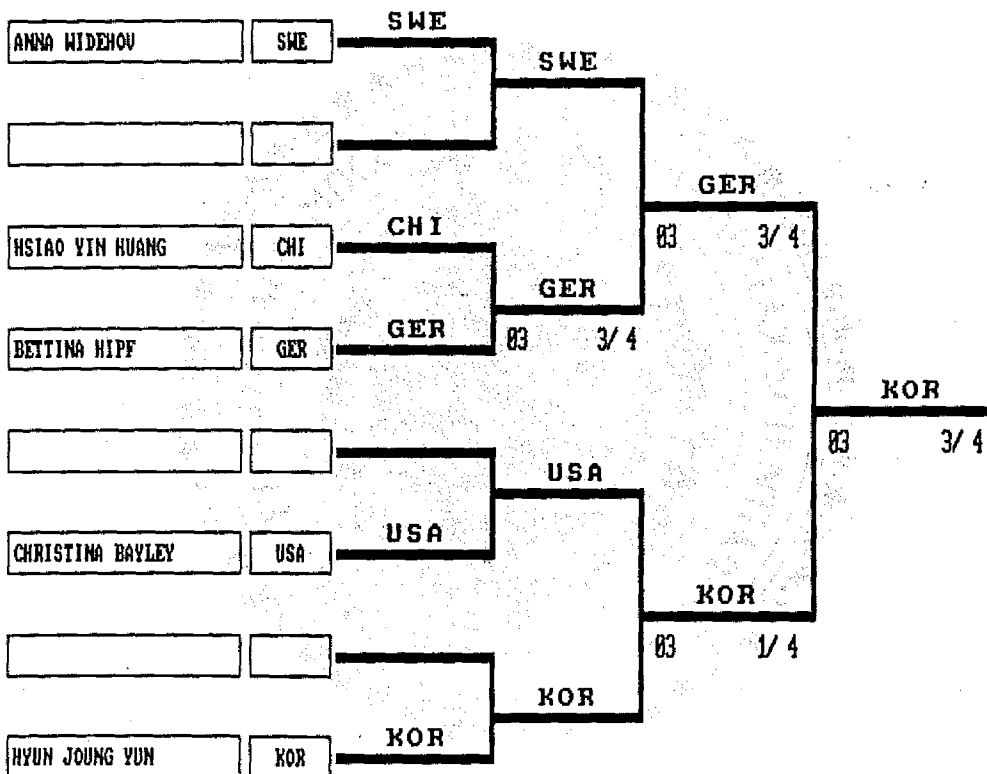 SWE
ANNA WIDEHOV SWE
SWE
GER
03 3/4
CHI
HSIAO YIN HUANG CHI
GER
03 3/4
GER
BETTINA HIPF GER
KOR
03 3/4
USA
USA
CHRISTINA BAYLEY USA
KOR
03 1/4
KOR
KOR
HYUN JOUNG YUN KOR